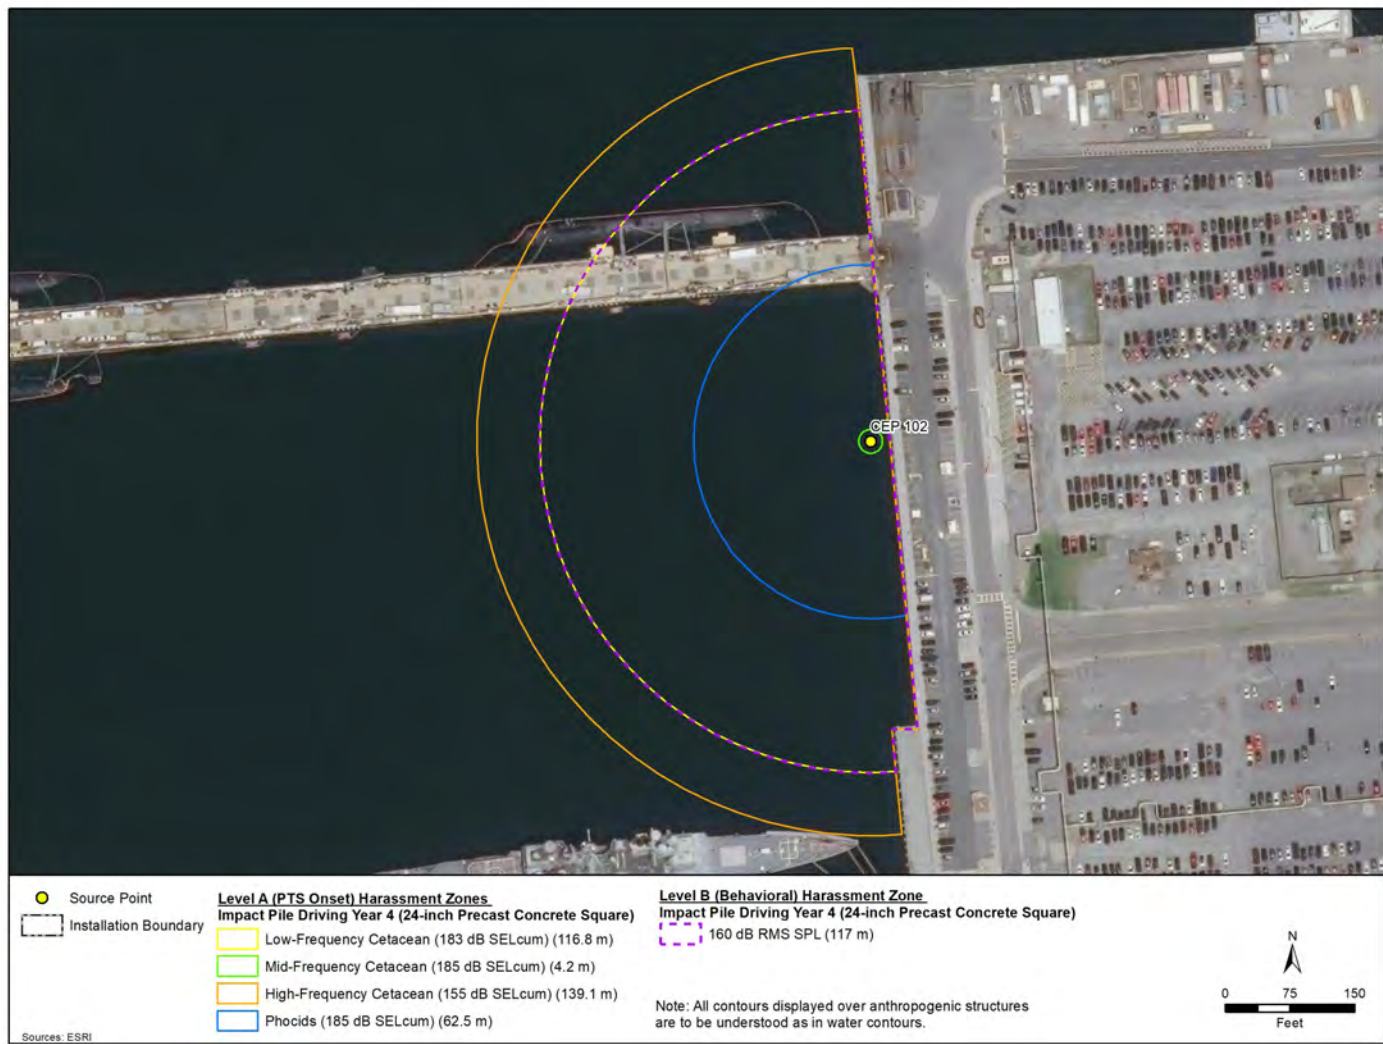 CEP 102
Source Point
Installation Boundary
Level A (PTS Onset) Harassment Zones
Impact Pile Driving Year 4 (24-inch Precast Concrete Square)
Low-Frequency Cetacean (183 dB SELcum) (116.8 m)
Mid-Frequency Cetacean (185 dB SELcum) (4.2 m)
High-Frequency Cetacean (155 dB SELcum) (139.1 m)
Phocids (185 dB SELcum) (62.5 m)
Level B (Behavioral) Harassment Zone
Impact Pile Driving Year 4 (24-inch Precast Concrete Square)
160 dB RMS SPL (117 m)
Note: All contours displayed over anthropogenic structures
are to be understood as in water contours.
N
0 75 150
Feet
Sources: ESRI